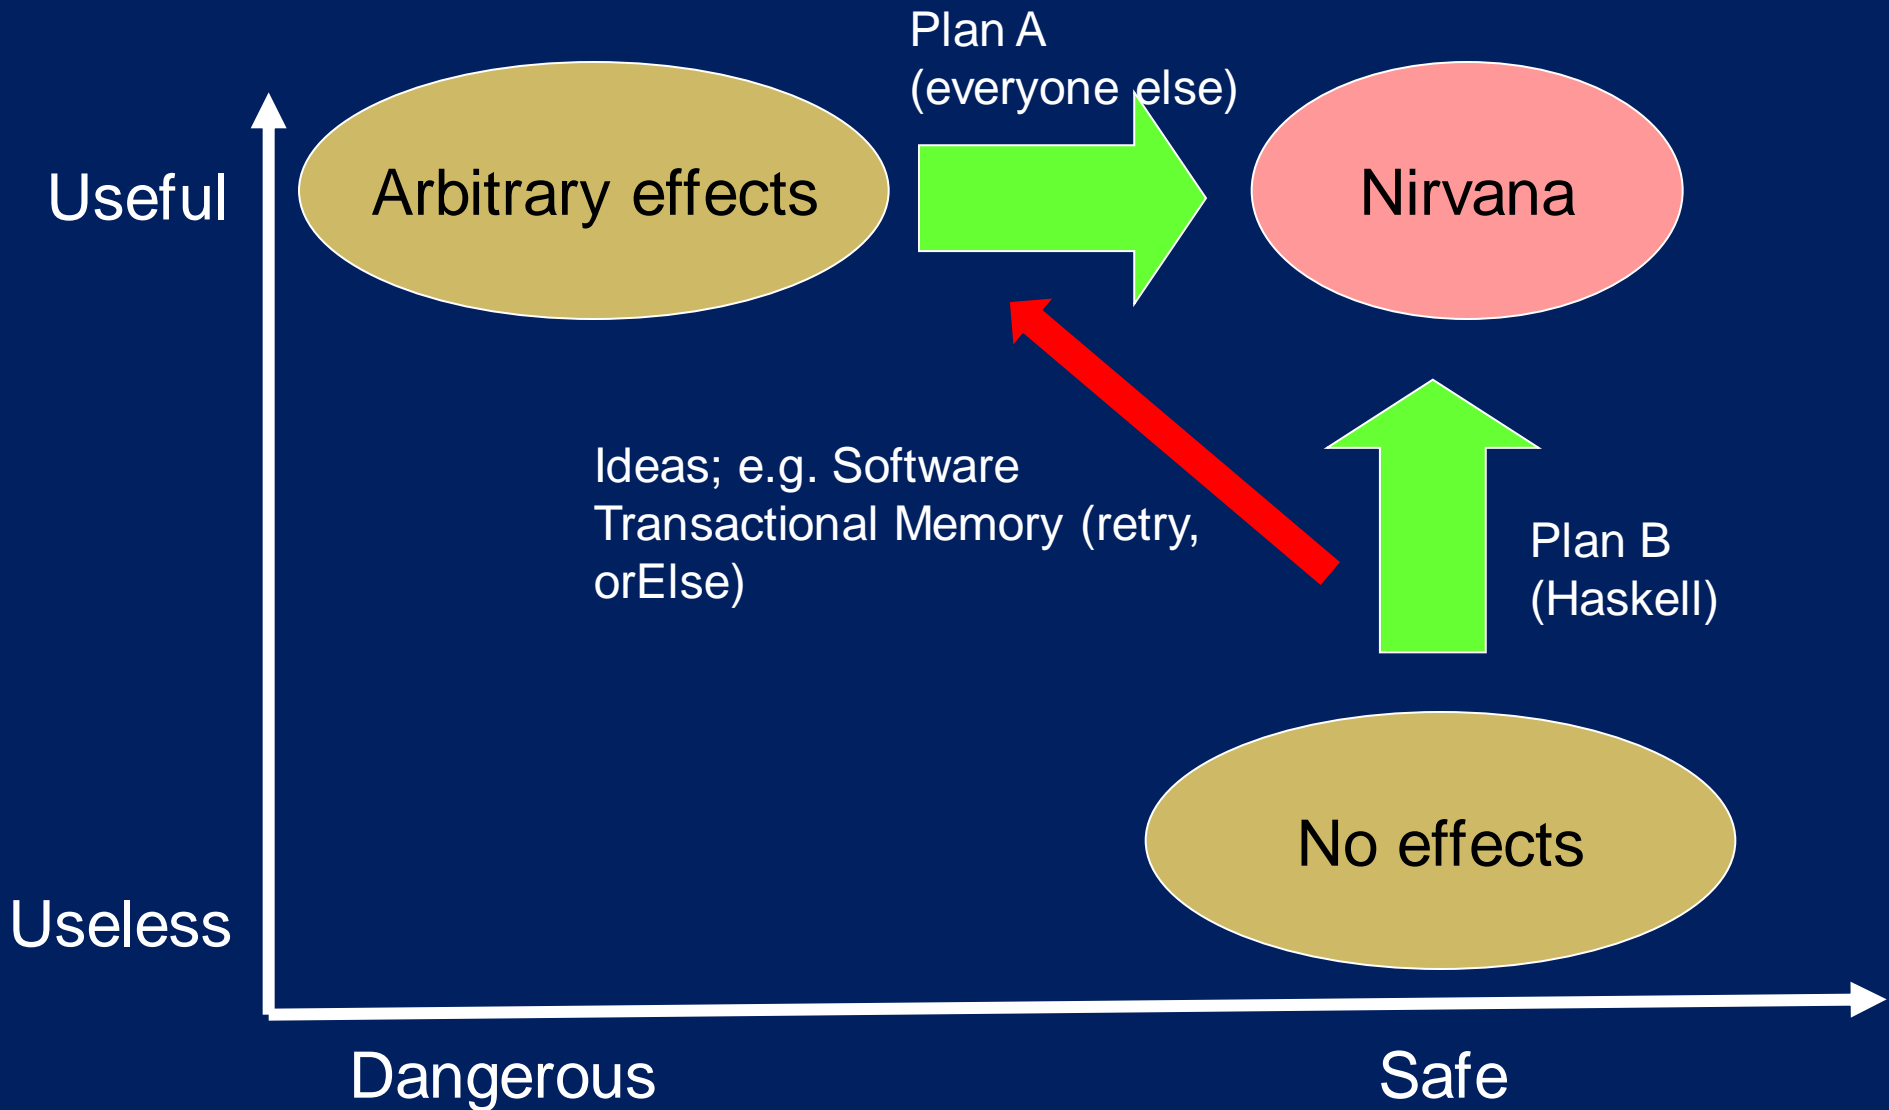 Plan A
(everyone else)
Useful
Arbitrary effects
Nirvana
Ideas; e.g. Software
Transactional Memory (retry,
orElse)
Plan B
(Haskell)
No effects
Useless
Dangerous
Safe